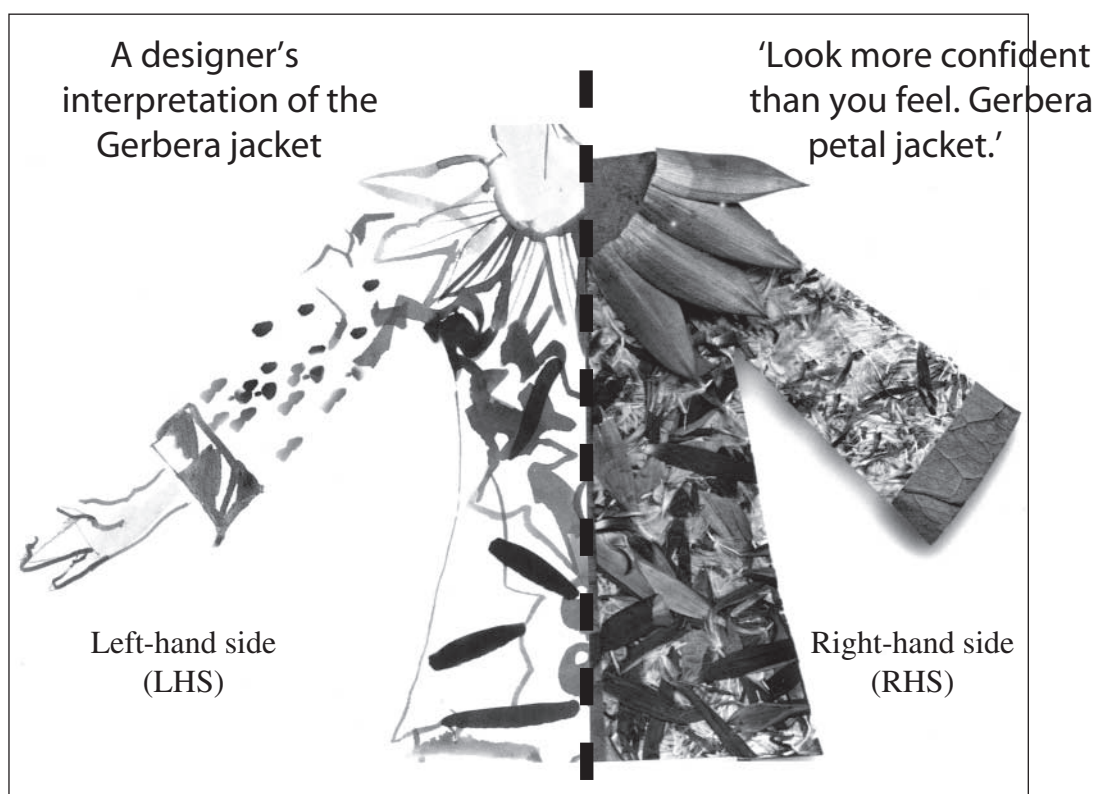 A designer's
interpretation of the
Gerbera jacket
‘Look more confident
than you feel. Gerbera
petal jacket.’
Left-hand side
(LHS)
Right-hand side
(RHS)